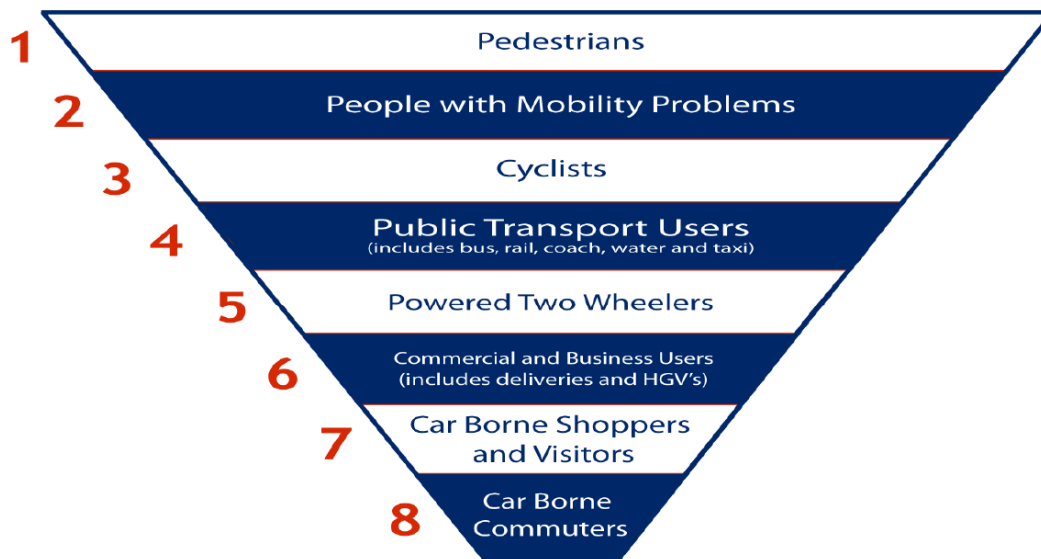 1 Pedestrians
2 People with Mobility Problems
3 Cyclists
4 Public Transport Users
(includes bus, rail, coach, water and taxi)
5 Powered Two Wheelers
6 Commercial and Business Users
(includes deliveries and HGV's)
7 Car Borne Shoppers
and Visitors
8 Car Borne
Commuters